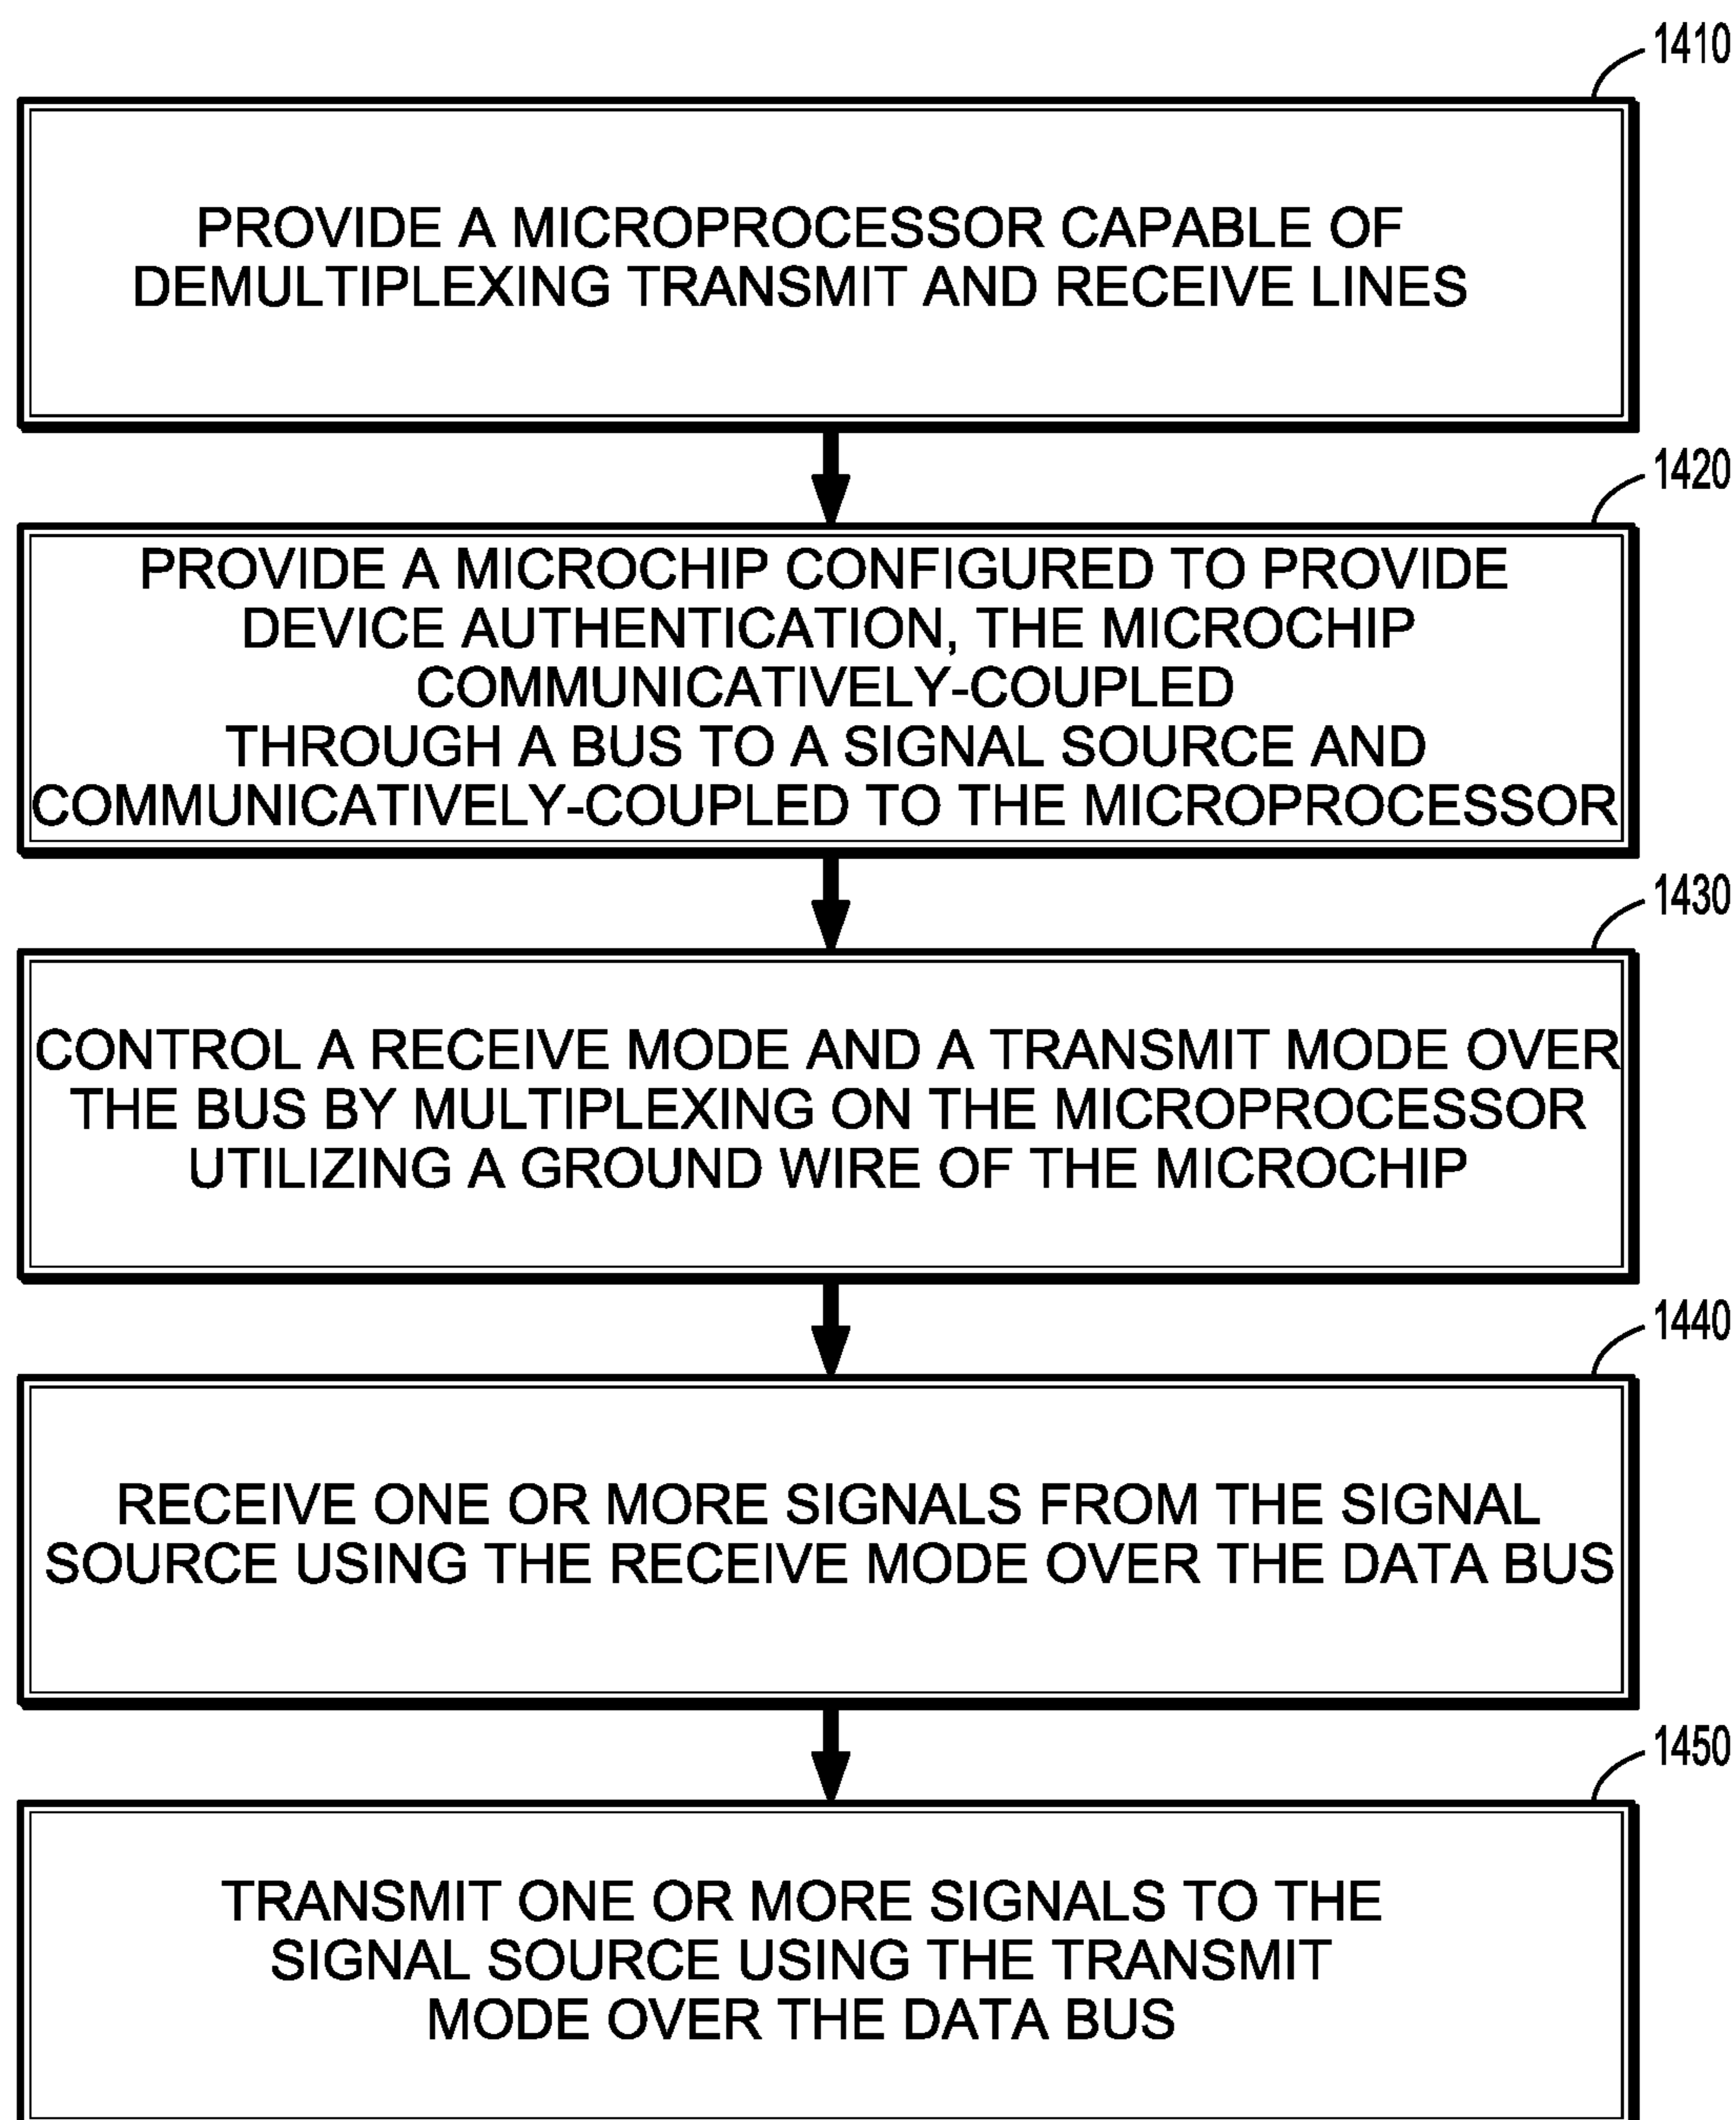 1410
PROVIDE A MICROPROCESSOR CAPABLE OF
DEMULTIPLEXING TRANSMIT AND RECEIVE LINES
1420
PROVIDE A MICROCHIP CONFIGURED TO PROVIDE
DEVICE AUTHENTICATION, THE MICROCHIP
COMMUNICATIVELY-COUPLED
THROUGH A BUS TO A SIGNAL SOURCE AND
COMMUNICATIVELY-COUPLED TO THE MICROPROCESSOR
1430
CONTROL A RECEIVE MODE AND A TRANSMIT MODE OVER
THE BUS BY MULTIPLEXING ON THE MICROPROCESSOR
UTILIZING A GROUND WIRE OF THE MICROCHIP
1440
RECEIVE ONE OR MORE SIGNALS FROM THE SIGNAL
SOURCE USING THE RECEIVE MODE OVER THE DATA BUS
1450
TRANSMIT ONE OR MORE SIGNALS TO THE
SIGNAL SOURCE USING THE TRANSMIT
MODE OVER THE DATA BUS